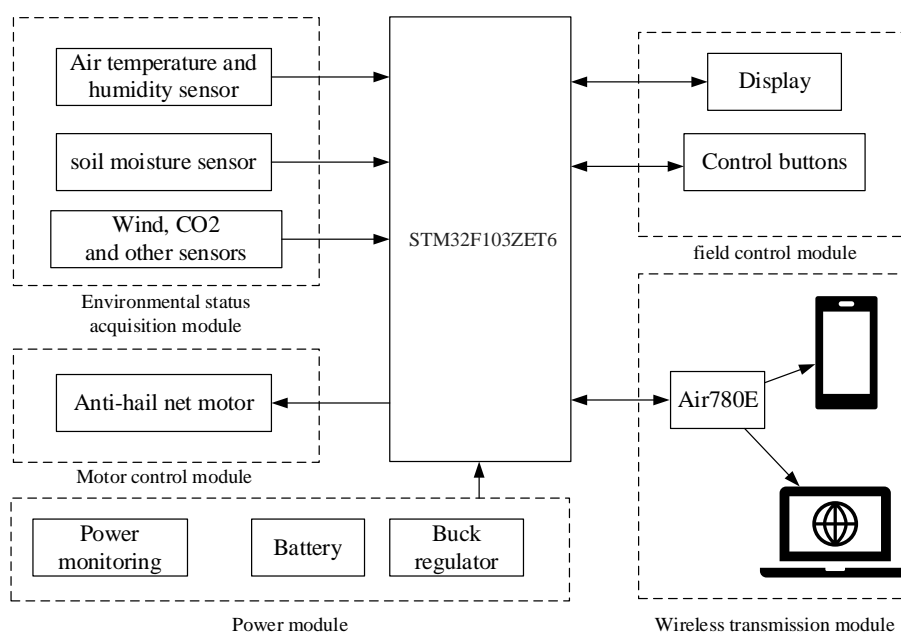 Air temperature and
humidity sensor
soil moisture sensor
Wind, CO2
and other sensors
Environmental status
acquisition module
Anti-hail net motor
Motor control module
STM32F103ZET6
Display
Control buttons
field control module
Air780E
Wireless transmission module
Power
monitoring
Battery
Buck
regulator
Power module